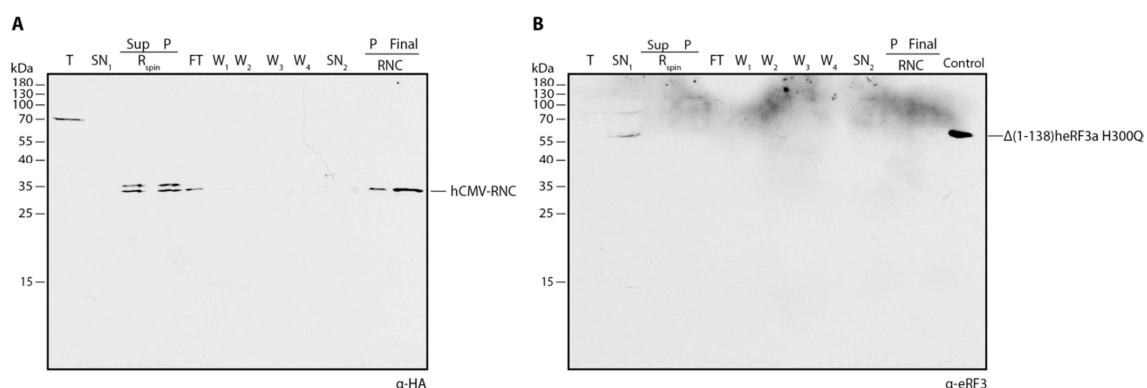 A
Sup P
T SN1 Rspin FT W1 W2 W3 W4 SN2
P Final
RNC
kDa
180
130
100
70
55
40
35
25
15
hCMV-RNC
α-HA
B
Sup P
T SN1 Rspin FT W1 W2 W3 W4 SN2
P Final
RNC
Control
kDa
180
130
100
70
55
40
35
25
15
Δ(1-138)heRF3a H300Q
α-eRF3